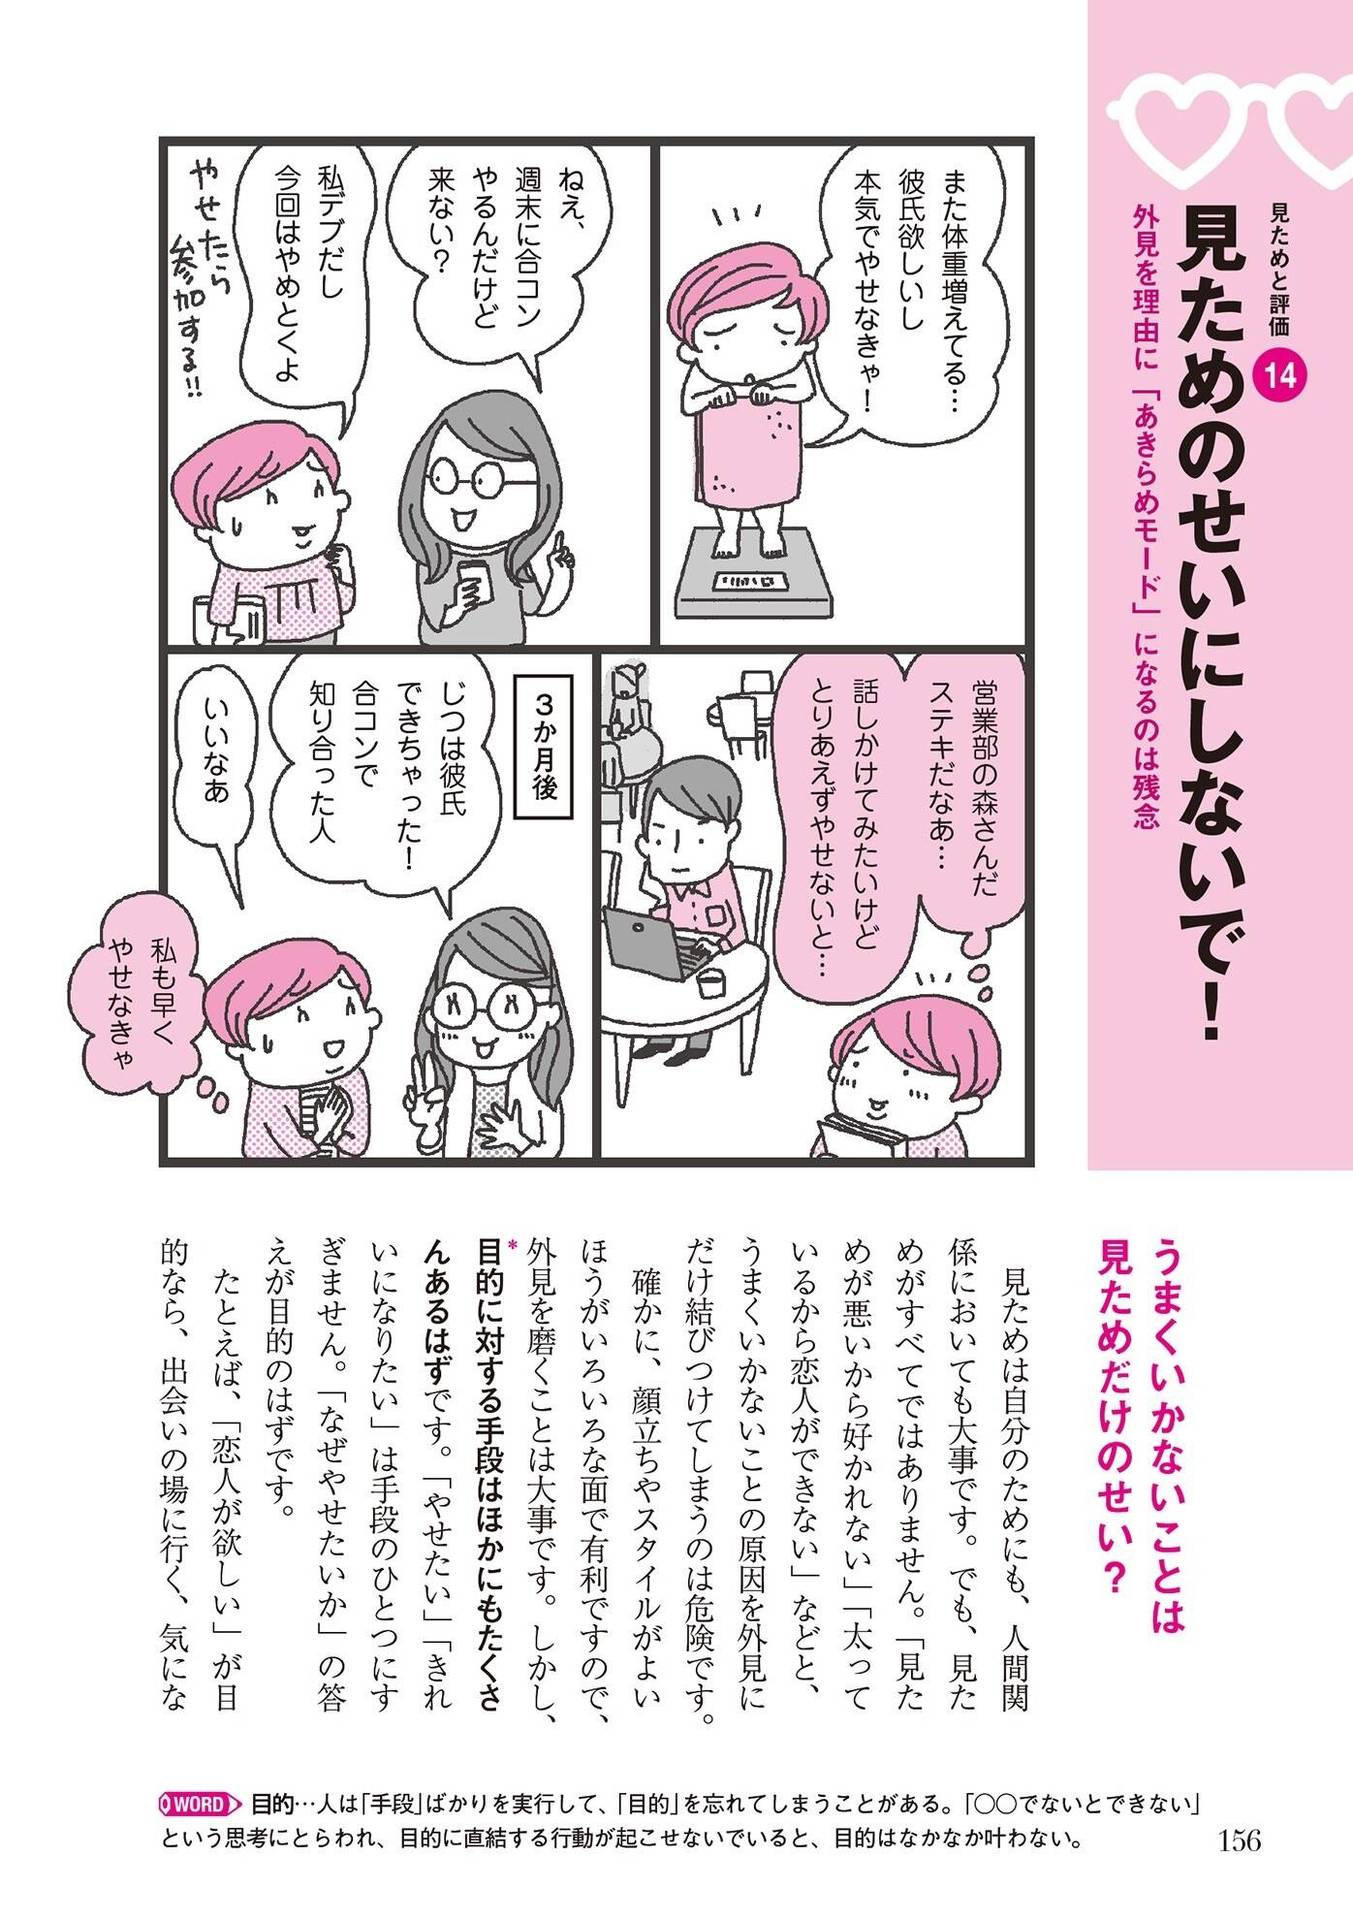 見ためと評価
14
見ためのせいにしないで！
外見を理由に「あきらめモード」になるのは残念
また体重増えてる…
彼氏欲しいし
本気でやせなきゃ！
ねえ、
週末に合コン
やるんだけど
来ない？
私デブだし
今回はやめとくよ
やせたら
参加する!!
営業部の森さんだ
ステキだなあ…
話しかけてみたいけど
とりあえずやせないと…
3か月後
じつは彼氏
できちゃった！
合コンで
知り合った人
いいなあ
私も早く
やせなきゃ
うまくいかないことは
見ためだけのせい？
見ためは自分のためにも、人間関
係においても大事です。でも、見た
めがすべてではありません。「見た
めが悪いから好かれない」「太って
いるから恋人ができない」などと、
うまくいかないことの原因を外見に
だけ結びつけてしまうのは危険です。
確かに、顔立ちやスタイルがよい
ほうがいろいろな面で有利ですので、
外見を磨くことは大事です。しかし、
目的*に対する手段はほかにもたくさ
んあるはずです。「やせたい」「きれ
いになりたい」は手段のひとつにす
ぎません。「なぜやせたいか」の答
えが目的のはずです。
たとえば、「恋人が欲しい」が目
的なら、出会いの場に行く、気にな
WORD 目的…人は「手段」ばかりを実行して、「目的」を忘れてしまうことがある。「〇〇でないとできない」
という思考にとらわれ、目的に直結する行動が起こせないでいると、目的はなかなか叶わない。
156